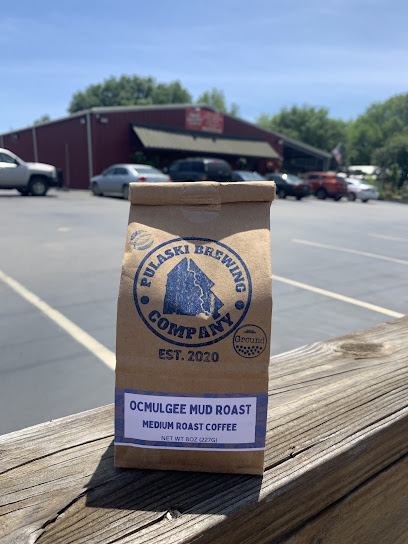 PULASKI BREWING
COMPANY
EST. 2020
Ground
OCMULGEE MUD ROAST
MEDIUM ROAST COFFEE
NET WT 8OZ (227G)